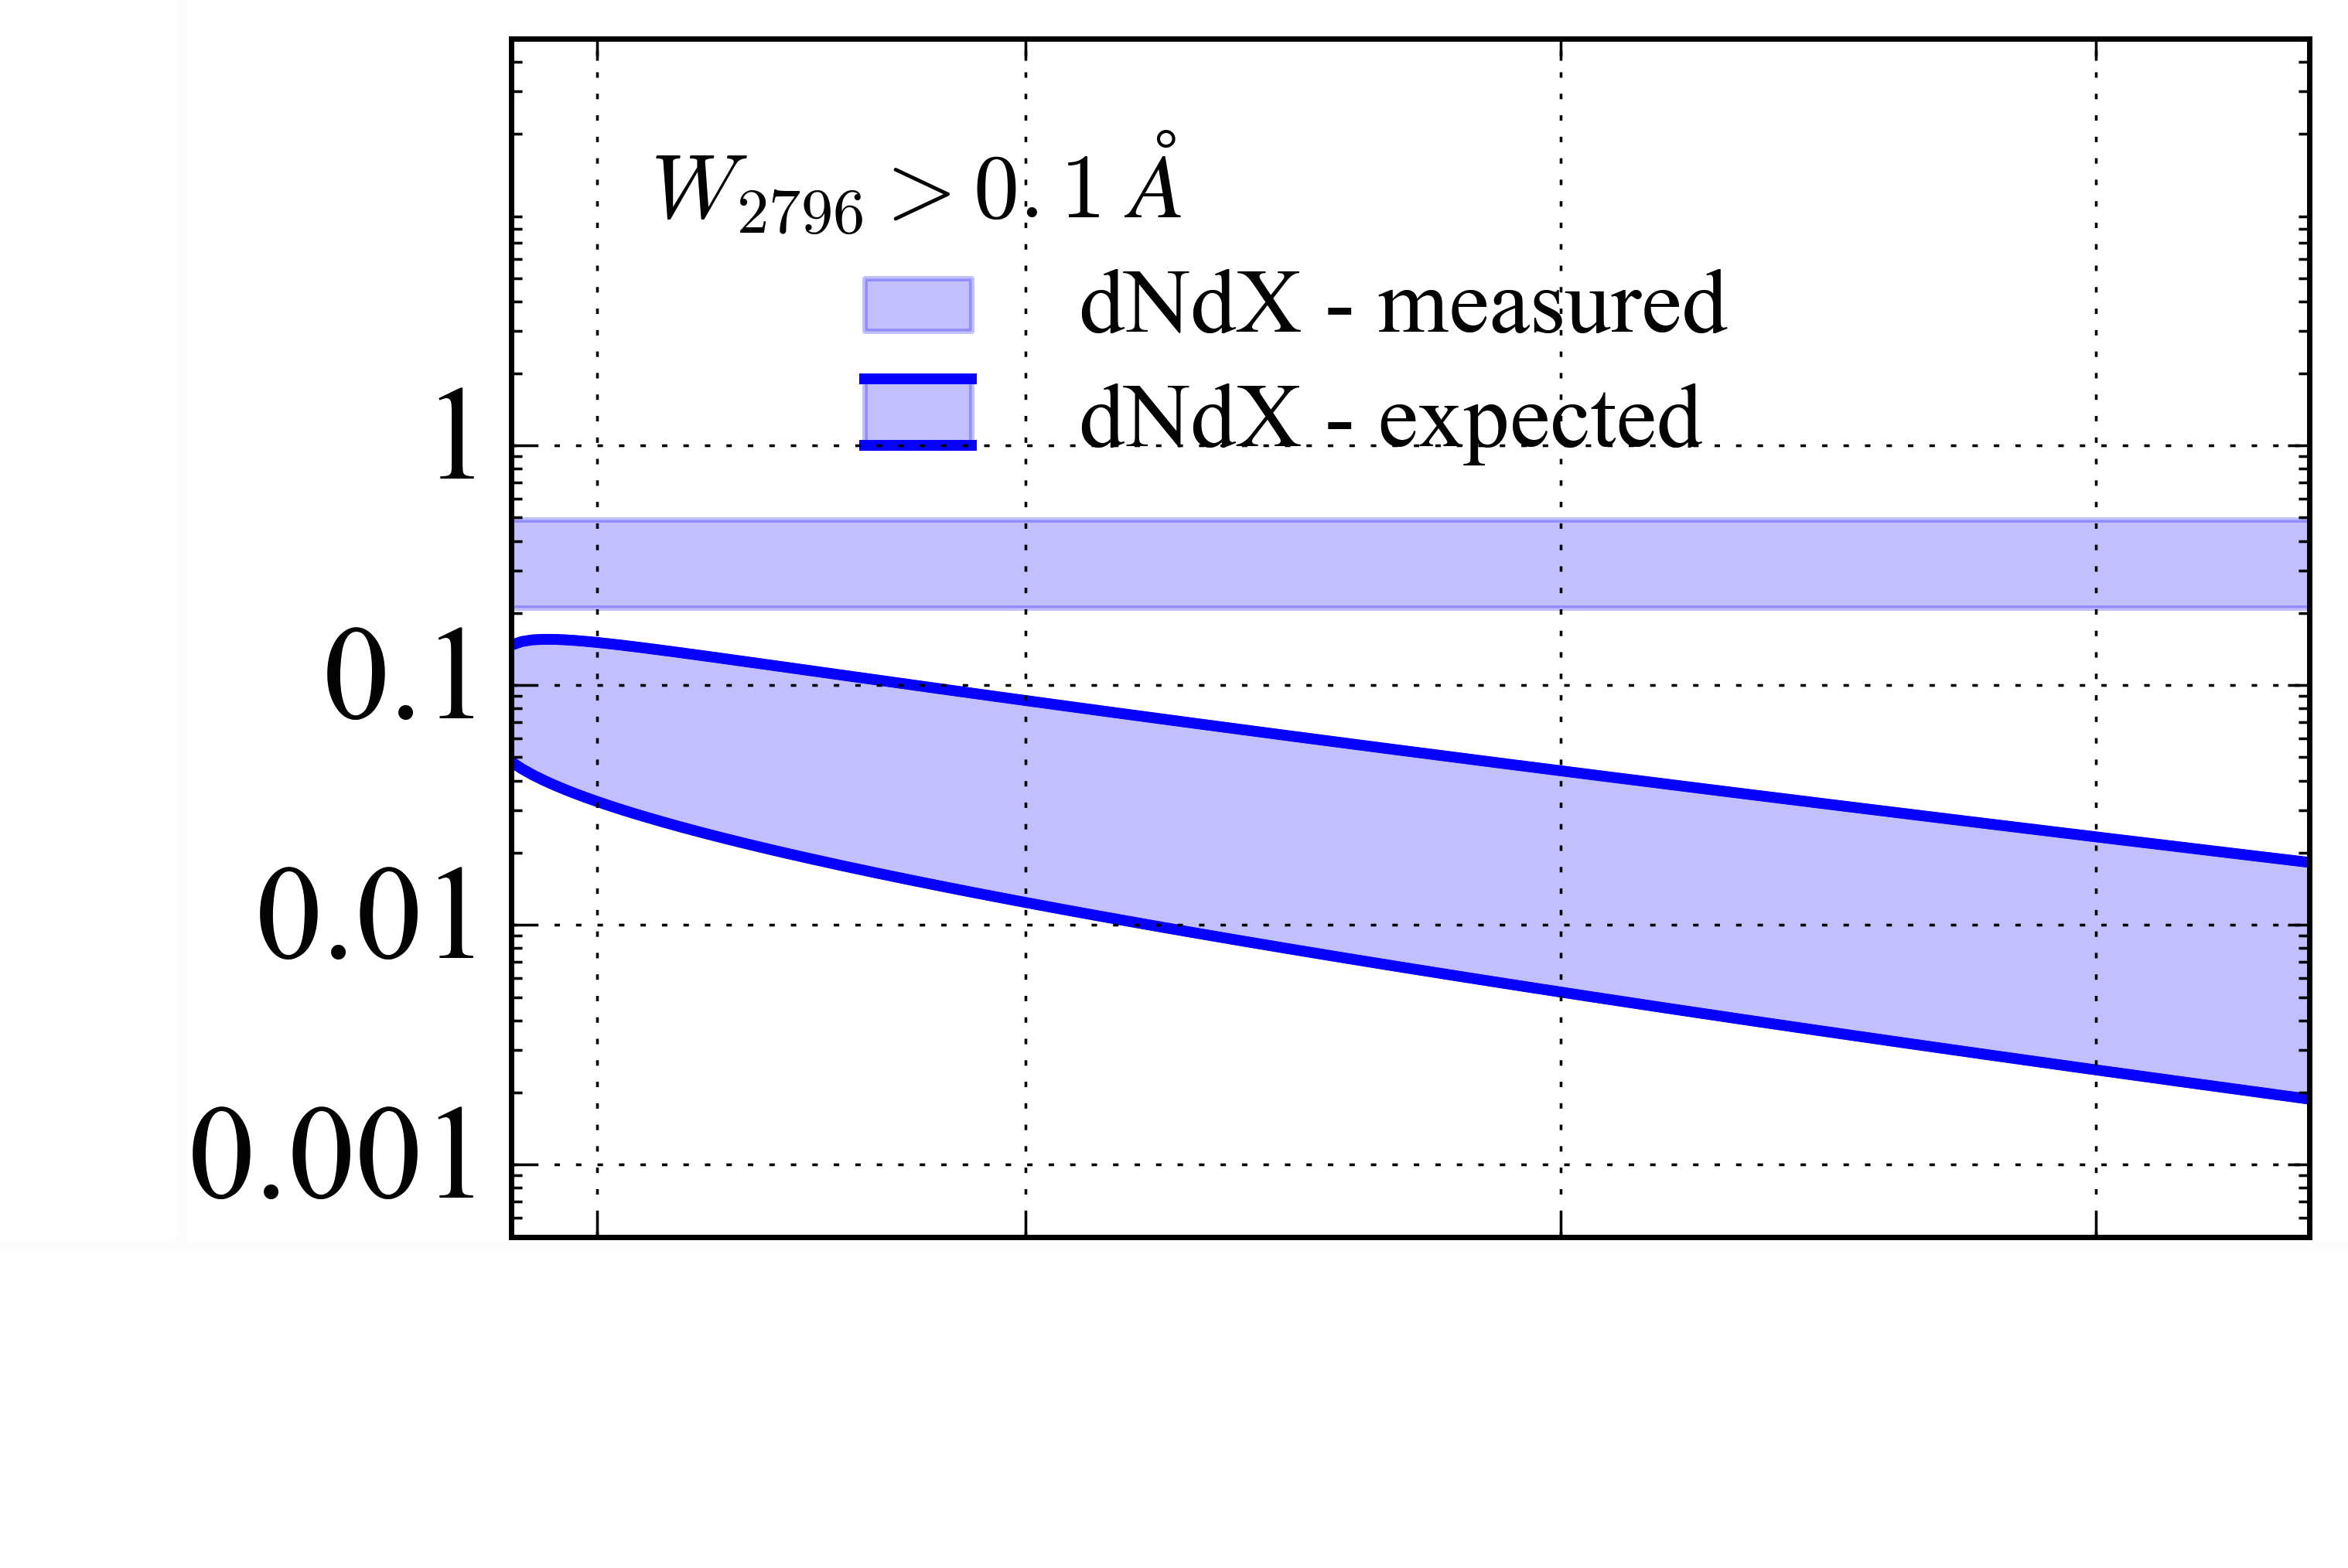 W2796 > 0.1 Å
dNdX - measured
dNdX - expected
1
0.1
0.01
0.001